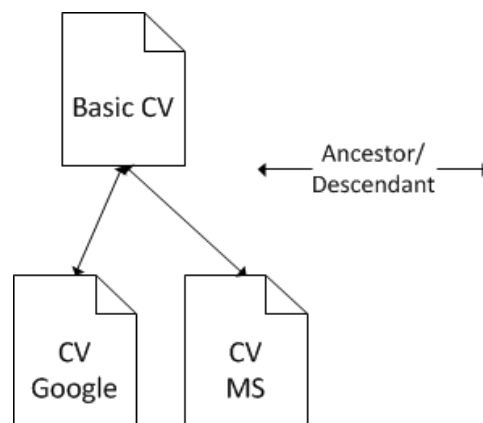 Basic CV
Ancestor/
Descendant
CV
Google
CV
MS